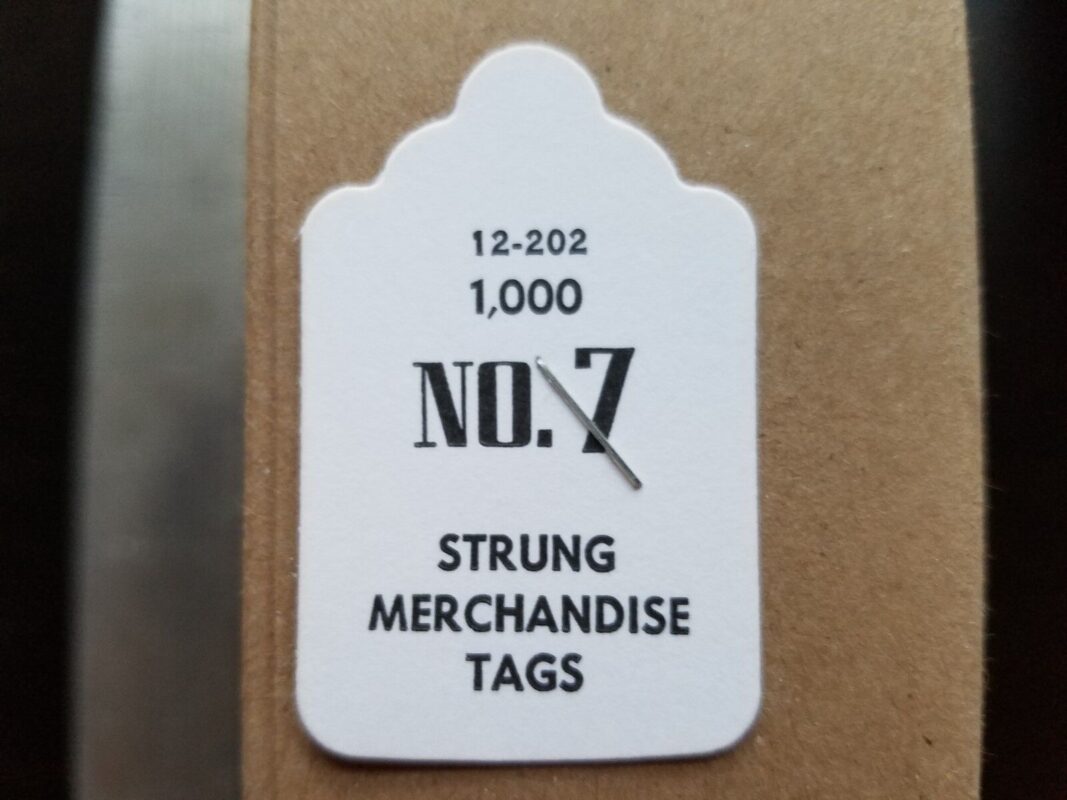 12-202
1,000
NO. 7
STRUNG
MERCHANDISE
TAGS